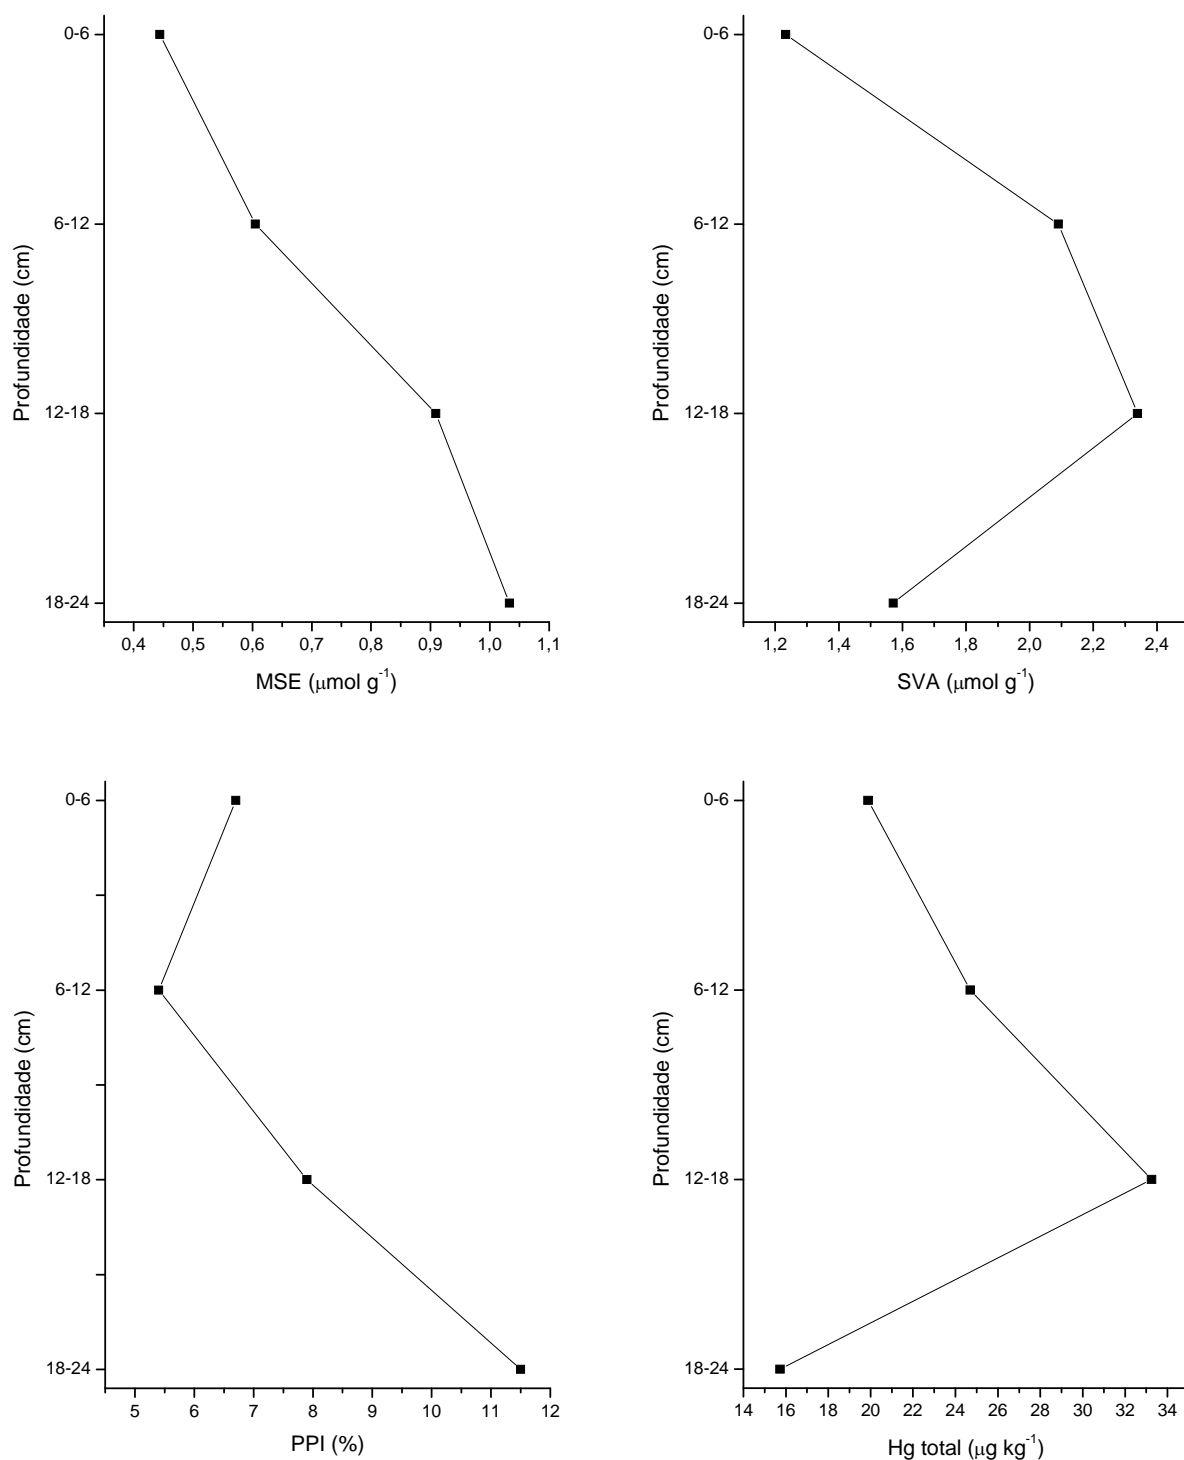 0-6
6-12
12-18
18-24
Profundidade (cm)
0,4 0,5 0,6 0,7 0,8 0,9 1,0 1,1
MSE (μmol g⁻¹)
0-6
6-12
12-18
18-24
Profundidade (cm)
1,2 1,4 1,6 1,8 2,0 2,2 2,4
SVA (μmol g⁻¹)
0-6
6-12
12-18
18-24
Profundidade (cm)
5 6 7 8 9 10 11 12
PPI (%)
0-6
6-12
12-18
18-24
Profundidade (cm)
14 16 18 20 22 24 26 28 30 32 34
Hg total (μg kg⁻¹)